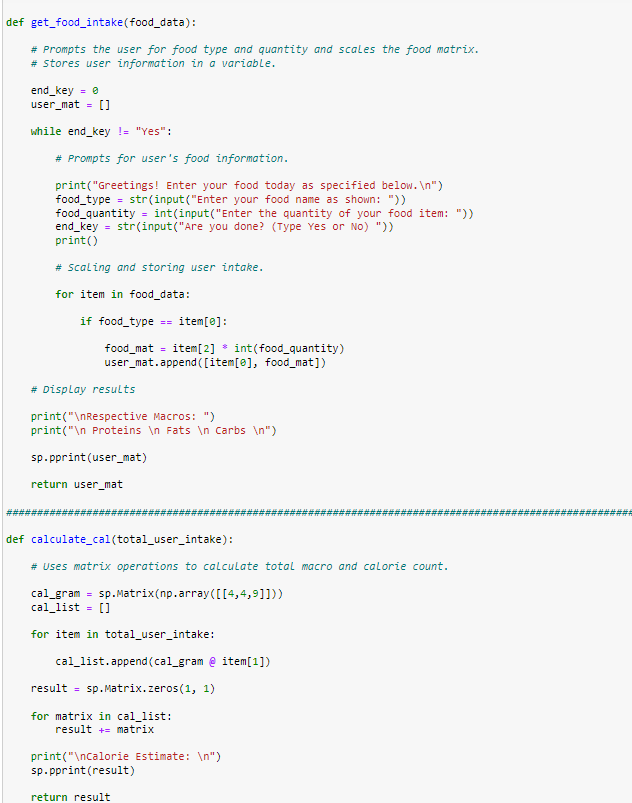 def get_food_intake(food_data):
# Prompts the user for food type and quantity and scales the food matrix.
# Stores user information in a variable.
end_key = 0
user_mat = []
while end_key != "Yes":
# Prompts for user's food information.
print("Greetings! Enter your food today as specified below.\n")
food_type = str(input("Enter your food name as shown: "))
food_quantity = int(input("Enter the quantity of your food item: "))
end_key = str(input("Are you done? (Type Yes or No) "))
print()
# Scaling and storing user intake.
for item in food_data:
if food_type == item[0]:
food_mat = item[2] * int(food_quantity)
user_mat.append([item[0], food_mat])
# Display results
print("\nRespective Macros: ")
print("\n Proteins \n Fats \n Carbs \n")
sp.pprint(user_mat)
return user_mat
####################################################################################################
def calculate_cal(total_user_intake):
# Uses matrix operations to calculate total macro and calorie count.
cal_gram = sp.Matrix(np.array([[4,4,9]]))
cal_list = []
for item in total_user_intake:
cal_list.append(cal_gram @ item[1])
result = sp.Matrix.zeros(1, 1)
for matrix in cal_list:
result += matrix
print("\nCalorie Estimate: \n")
sp.pprint(result)
return result